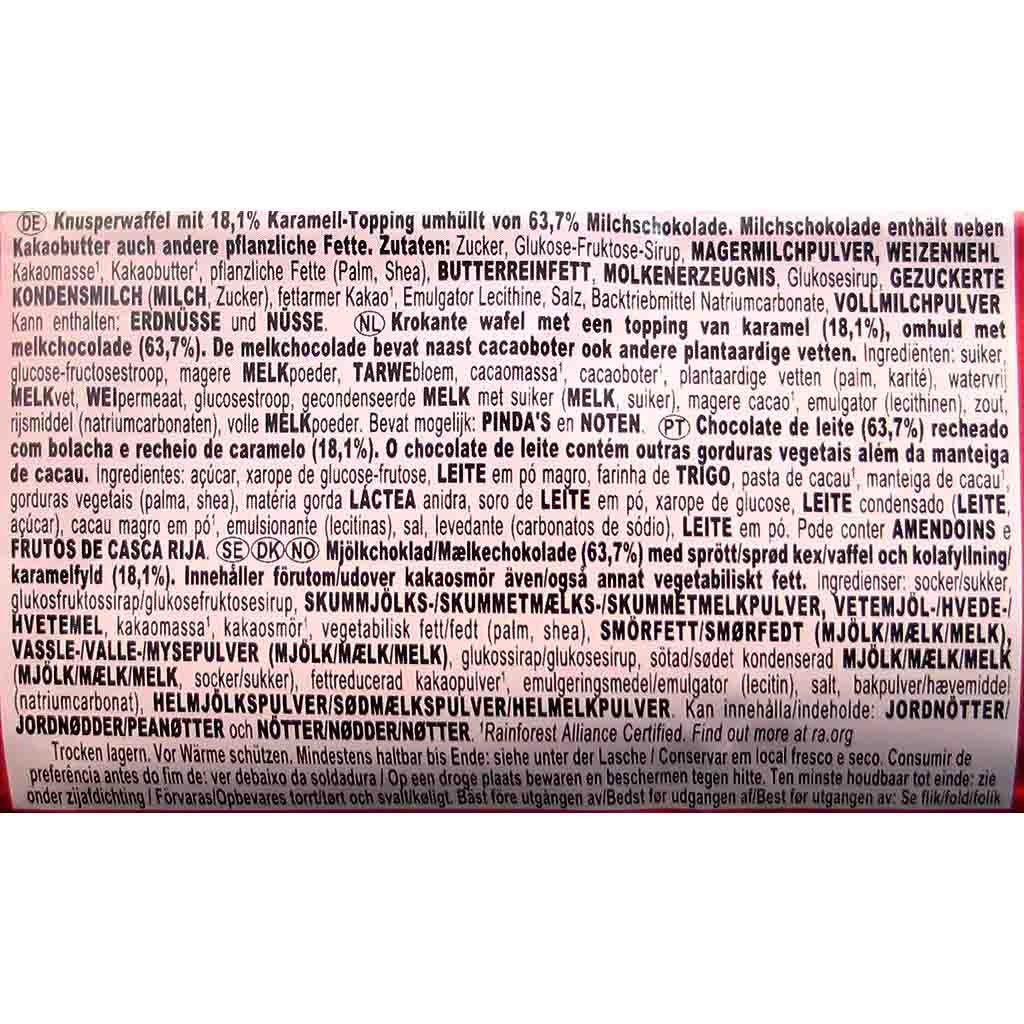 DE Knusperwaffel mit 18,1% Karamell-Topping umhüllt von 63,7% Milchschokolade. Milchschokolade enthält neben
Kakaobutter auch andere pflanzliche Fette. Zutaten: Zucker, Glukose-Fruktose-Sirup, MAGERMILCHPULVER, WEIZENMEHL
Kakaomasse¹, Kakaobutter¹, pflanzliche Fette (Palm, Shea), BUTTERREINFETT, MOLKENERZEUGNIS, Glukosesirup, GEZUCKERTE
KONDENSMILCH (MILCH, Zucker), fettarmer Kakao¹, Emulgator Lecithine, Salz, Backtriebmittel Natriumcarbonate, VOLLMILCHPULVER
Kann enthalten: ERDNÜSSE und NÜSSE. NL Krokante wafel met een topping van karamel (18,1%), omhuld met
melkchocolade (63,7%). De melkchocolade bevat naast cacaoboter ook andere plantaardige vetten. Ingrediënten: suiker,
glucose-fructosestroop, magere MELKpoeder, TARWEbloem, cacaomassa¹, cacaoboter¹, plantaardige vetten (palm, karité), watervrij
MELKvet, WEIpermeaat, glucosestroop, gecondenseerde MELK met suiker (MELK, suiker), magere cacao¹, emulgator (lecithinen), zout,
rijsmiddel (natriumcarbonaten), volle MELKpoeder. Bevat mogelijk: PINDA'S en NOTEN. PT Chocolate de leite (63,7%) recheado
com bolacha e recheio de caramelo (18,1%). O chocolate de leite contém outras gorduras vegetais além da manteiga
de cacau. Ingredientes: açúcar, xarope de glucose-frutose, LEITE em pó magro, farinha de TRIGO, pasta de cacau¹, manteiga de cacau¹,
gorduras vegetais (palma, shea), matéria gorda LÁCTEA anidra, soro de LEITE em pó, xarope de glucose, LEITE condensado (LEITE,
açúcar), cacau magro em pó¹, emulsionante (lecitinas), sal, levedante (carbonatos de sódio), LEITE em pó. Pode conter AMENDOINS e
FRUTOS DE CASCA RIJA. SE DK NO Mjölkchoklad/Mælkechokolade (63,7%) med sprött/sprød kex/vaffel och kolafyllning/
karamelfyld (18,1%). Innehåller förutom/udover kakaosmör även/også annat vegetabiliskt fett. Ingredienser: socker/sukker,
glukosfruktossirap/glukosefruktosesirup, SKUMMJÖLKS-/SKUMMETMÆLKS-/SKUMMETMELKPULVER, VETEMJÖL-/HVEDE-/
HVETEMEL, kakaomassa¹, kakaosmör¹, vegetabilisk fett/fedt (palm, shea), SMÖRFETT/SMØRFEDT (MJÖLK/MÆLK/MELK),
VASSLE-/VALLE-/MYSEPULVER (MJÖLK/MÆLK/MELK), glukossirap/glukosesirup, sötad/sødet kondenserad MJÖLK/MÆLK/MELK
(MJÖLK/MÆLK/MELK, socker/sukker), fettreducerad kakaopulver¹, emulgeringsmedel/emulgator (lecitin), salt, bakpulver/hævemiddel
(natriumcarbonat), HELMJÖLKSPULVER/SØDMÆLKSPULVER/HELMELKPULVER. Kan innehålla/indeholde: JORDNÖTTER/
JORDNØDDER/PEANØTTER och NÖTTER/NØDDER/NØTTER. ¹Rainforest Alliance Certified. Find out more at ra.org
Trocken lagern. Vor Wärme schützen. Mindestens haltbar bis Ende: siehe unter der Lasche / Conservar em local fresco e seco. Consumir de
preferência antes do fim de: ver debaixo da soldadura / Op een droge plaats bewaren en beschermen tegen hitte. Ten minste houdbaar tot einde: zie
onder zijafdichting / Förvaras/Opbevares torrt/tørt och svalt/køligt. Bäst före utgången av/Bedst før udgangen af/Best før utgangen av: Se flik/fold/folik